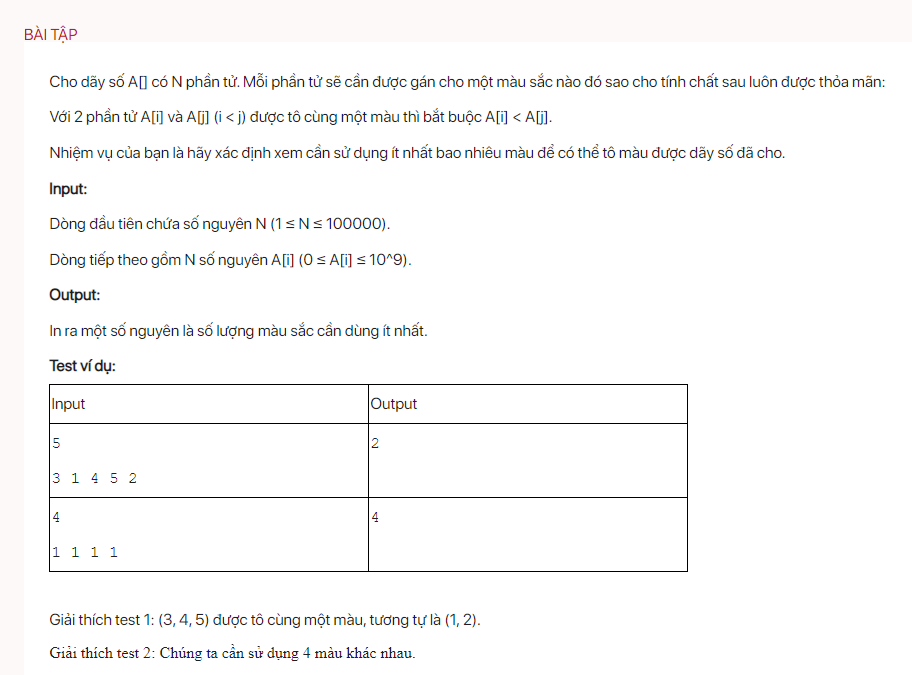 BÀI TẬP
Cho dãy số A[] có N phần tử. Mỗi phần tử sẽ cần được gán cho một màu sắc nào đó sao cho tính chất sau luôn được thỏa mãn:
Với 2 phần tử A[i] và A[j] (i < j) được tô cùng một màu thì bắt buộc A[i] < A[j].
Nhiệm vụ của bạn là hãy xác định xem cần sử dụng ít nhất bao nhiêu màu để có thể tô màu được dãy số đã cho.
Input:
Dòng đầu tiên chứa số nguyên N (1 ≤ N ≤ 100000).
Dòng tiếp theo gồm N số nguyên A[i] (0 ≤ A[i] ≤ 10^9).
Output:
In ra một số nguyên là số lượng màu sắc cần dùng ít nhất.
Test ví dụ:
Input Output
5 2
3 1 4 5 2
4 4
1 1 1 1
Giải thích test 1: (3, 4, 5) được tô cùng một màu, tương tự là (1, 2).
Giải thích test 2: Chúng ta cần sử dụng 4 màu khác nhau.